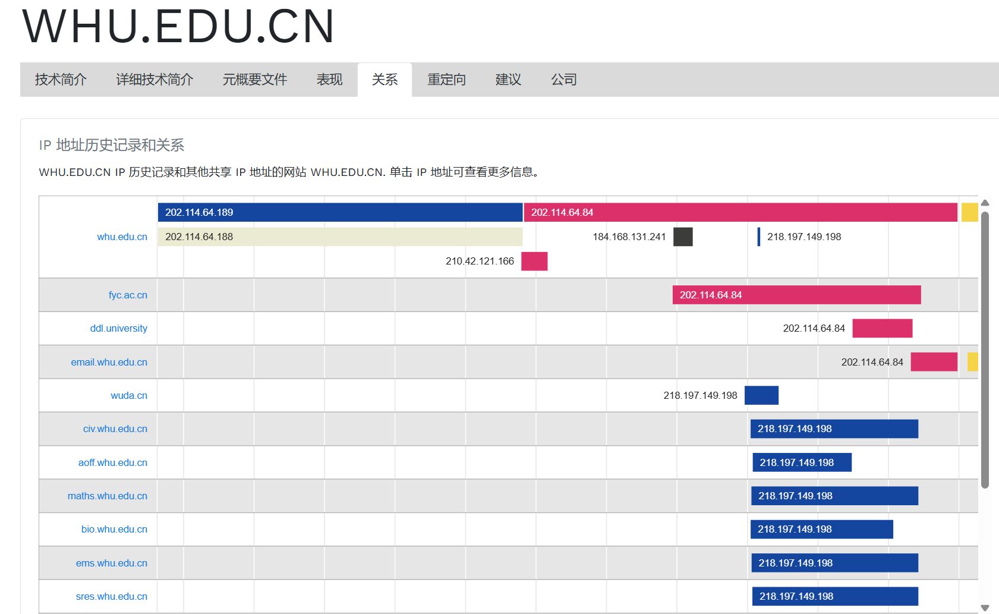 WHU.EDU.CN
技术简介 详细技术简介 元概要文件 表现 关系 重定向 建议 公司
IP 地址历史记录和关系
WHU.EDU.CN IP 历史记录和其他共享 IP 地址的网站 WHU.EDU.CN. 单击 IP 地址可查看更多信息。
202.114.64.189 202.114.64.84
whu.edu.cn 202.114.64.188 184.168.131.241 218.197.149.198
210.42.121.166
fyc.ac.cn 202.114.64.84
ddl.university 202.114.64.84
email.whu.edu.cn 202.114.64.84
wuda.cn 218.197.149.198
civ.whu.edu.cn 218.197.149.198
aoff.whu.edu.cn 218.197.149.198
maths.whu.edu.cn 218.197.149.198
bio.whu.edu.cn 218.197.149.198
ems.whu.edu.cn 218.197.149.198
sres.whu.edu.cn 218.197.149.198